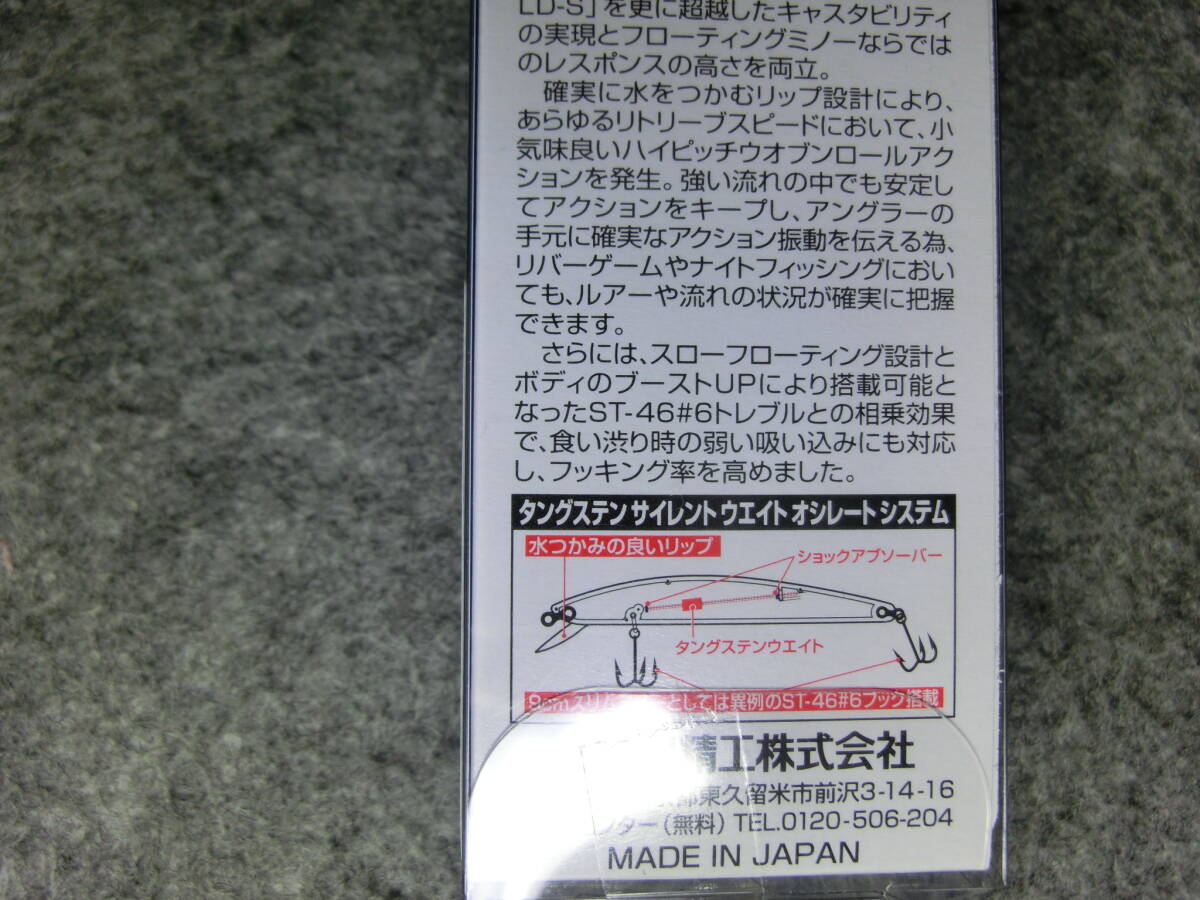 LD-S］を更に超越したキャスタビリティ
の実現とフローティングミノーならでは
のレスポンスの高さを両立。
確実に水をつかむリップ設計により、
あらゆるリトリーブスピードにおいて、小
気味良いハイピッチウオブンロールアク
ションを発生。強い流れの中でも安定し
てアクションをキープし、アングラーの
手元に確実なアクション振動を伝える為、
リバーゲームやナイトフィッシングにおい
ても、ルアーや流れの状況が確実に把握
できます。
さらには、スローフローティング設計と
ボディのブーストUPにより搭載可能と
なったST-46#6トレブルとの相乗効果
で、食い渋り時の弱い吸い込みにも対応
し、フッキング率を高めました。
タングステン サイレント ウエイト オシレート システム
水つかみの良いリップ
ショックアブソーバー
タングステンウエイト
9cmスリム としては異例のST-46#6フック搭載
精工株式会社
京都東久留米市前沢3-14-16
ンター（無料）TEL.0120-506-204
MADE IN JAPAN